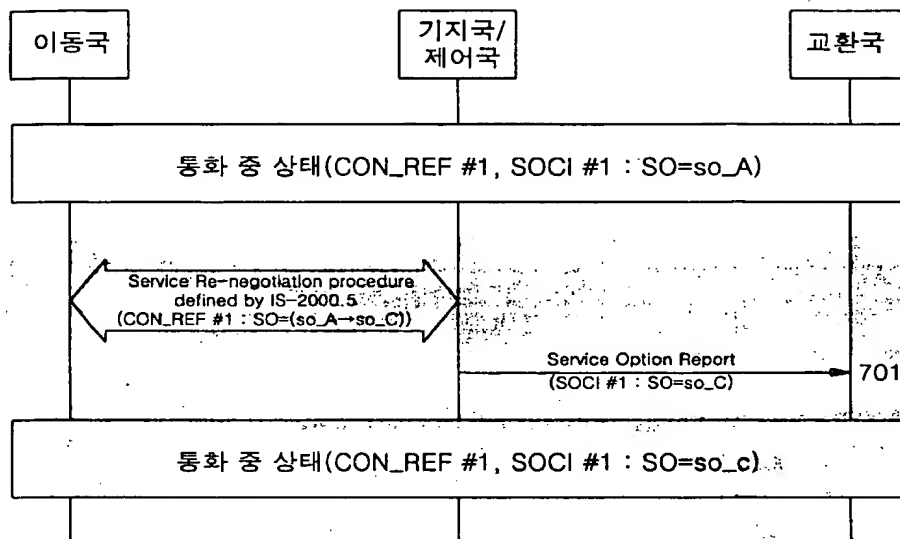 이동국
기지국/
제어국
교환국
통화 중 상태(CON_REF #1, SOCI #1 : SO=so_A)
Service Re-negotiation procedure
defined by IS-2000.5
(CON_REF #1 : SO=(so_A→so_C))
Service Option Report
(SOCI #1 : SO=so_C)
701
통화 중 상태(CON_REF #1, SOCI #1 : SO=so_c)